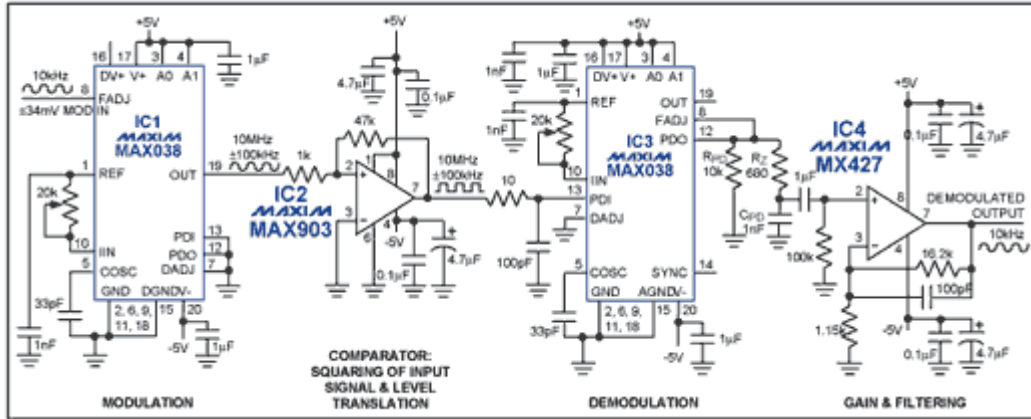 +5V
16
17
3
4
DV+
V+
A0
A1
1µF
10kHz
8
FADJ
±34mV MOD IN
IC1
MAXIM
MAX038
1
REF
OUT
19
10MHz
±100kHz
20k
10
IIN
PDI
13
PDO
12
DADJ
7
5
COSC
GND
DGND
V-
33pF
2, 6, 9,
11, 18
15
20
-5V
1µF
1nF
MODULATION
+5V
4.7µF
0.1µF
47k
1k
IC2
MAXIM
MAX903
2
1
8
7
3
4
6
-5V
0.1µF
4.7µF
10MHz
±100kHz
10
100pF
COMPARATOR:
SQUARING OF INPUT
SIGNAL & LEVEL
TRANSLATION
+5V
1nF
1µF
16
17
3
4
DV+
V+
A0
A1
1
REF
OUT
19
FADJ
8
PDO
12
1nF
20k
IC3
MAXIM
MAX038
10
IIN
13
PDI
7
DADJ
5
COSC
SYNC
14
GND
AGND
V-
33pF
2, 6, 9,
11, 18
15
20
-5V
1µF
DEMODULATION
RPD
10k
RZ
680
CPD
1nF
1µF
100k
IC4
MAXIM
MX427
+5V
0.1µF
4.7µF
2
8
7
3
4
DEMODULATED
OUTPUT
10kHz
16.2k
100pF
1.15k
-5V
0.1µF
4.7µF
GAIN & FILTERING